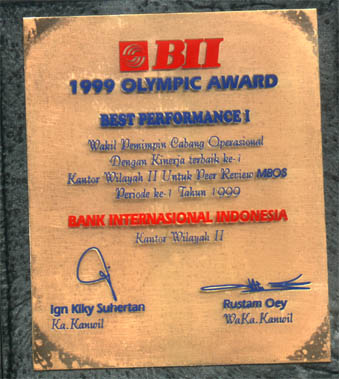 BII
1999 OLYMPIC AWARD
BEST PERFORMANCE I
Wakil Pemimpin Cabang Operasional
Dengan Kinerja terbaik ke-1
Kantor Wilayah II Untuk Peer Review MBOS
Periode ke-1 Tahun 1999
BANK INTERNASIONAL INDONESIA
Kantor Wilayah II
Ign Kiky Suhertan
Ka. Kanwil
Rustam Oey
WaKa. Kanwil